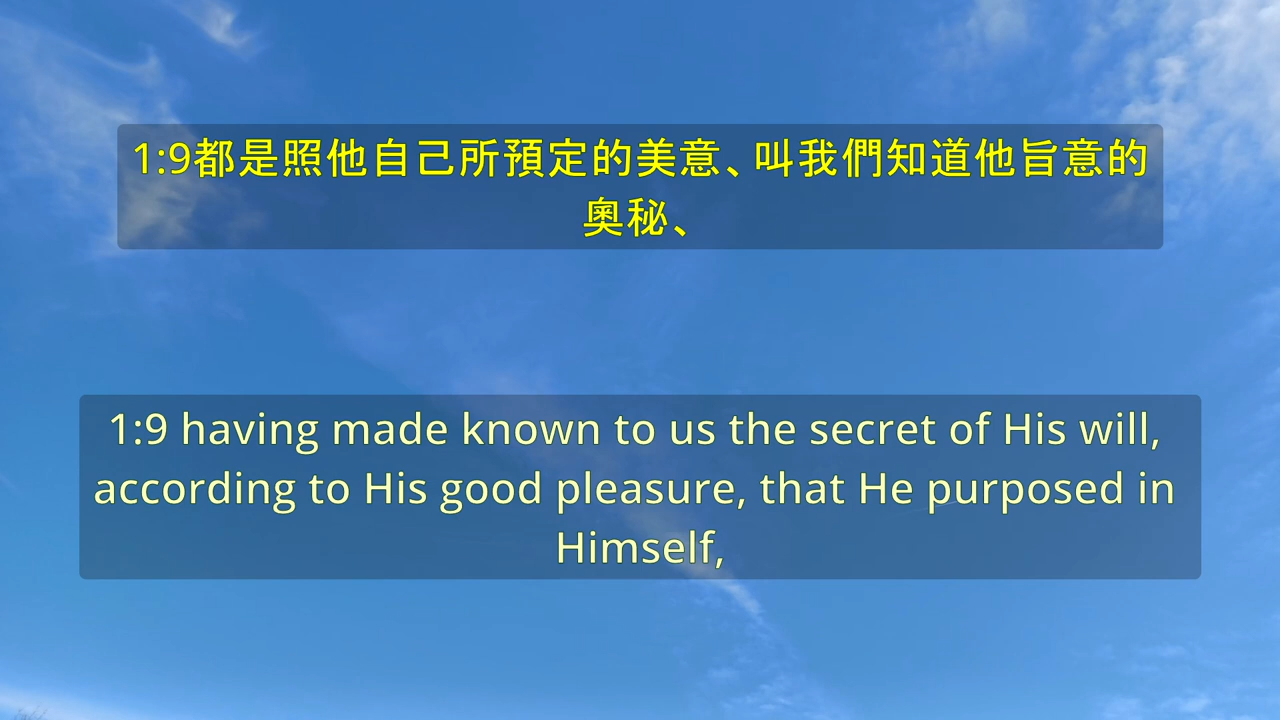 1:9都是照他自己所預定的美意、叫我們知道他旨意的
奧秘、
1:9 having made known to us the secret of His will,
according to His good pleasure, that He purposed in
Himself,